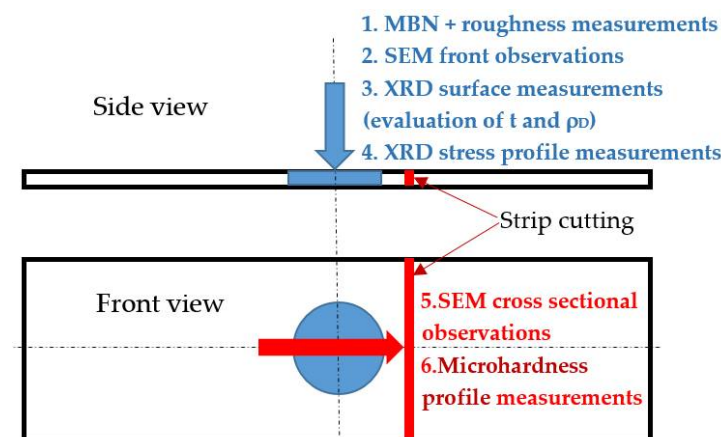 1. MBN + roughness measurements
2. SEM front observations
3. XRD surface measurements
(evaluation of t and ρD)
4. XRD stress profile measurements
Side view
Strip cutting
Front view
5.SEM cross sectional
observations
6.Microhardness
profile measurements